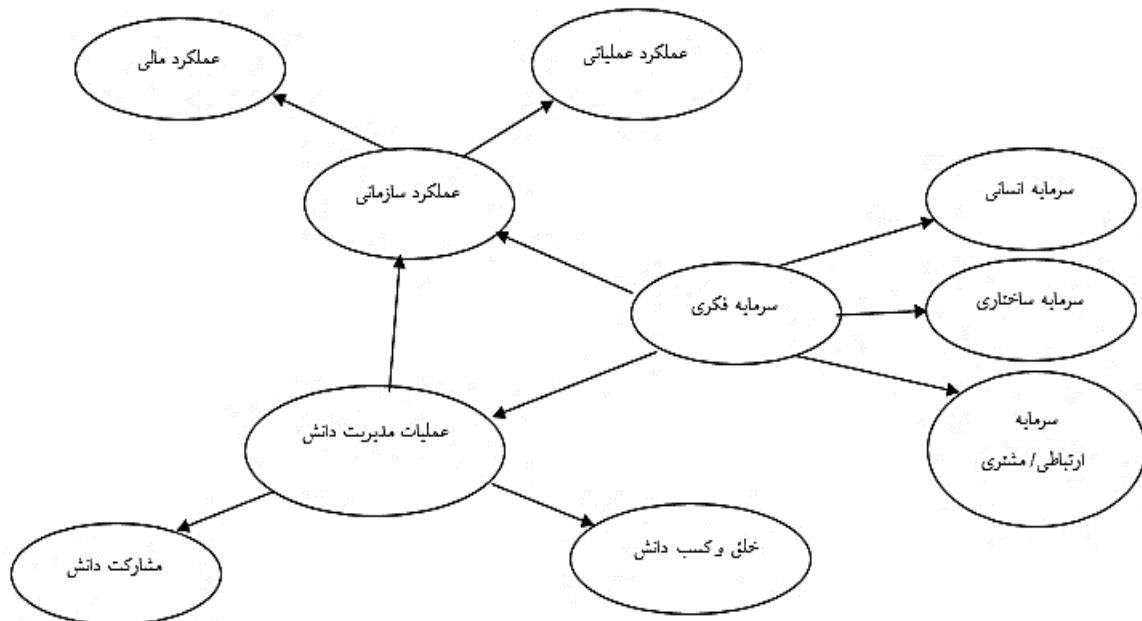 عملکرد عملیاتی
عملکرد مالی
سرمایه انسانی
عملکرد سازمانی
سرمایه ساختاری
سرمایه فکری
سرمایه
ارتباطی/مشتری
عملیات مدیریت دانش
خلق و کسب دانش
مشارکت دانش